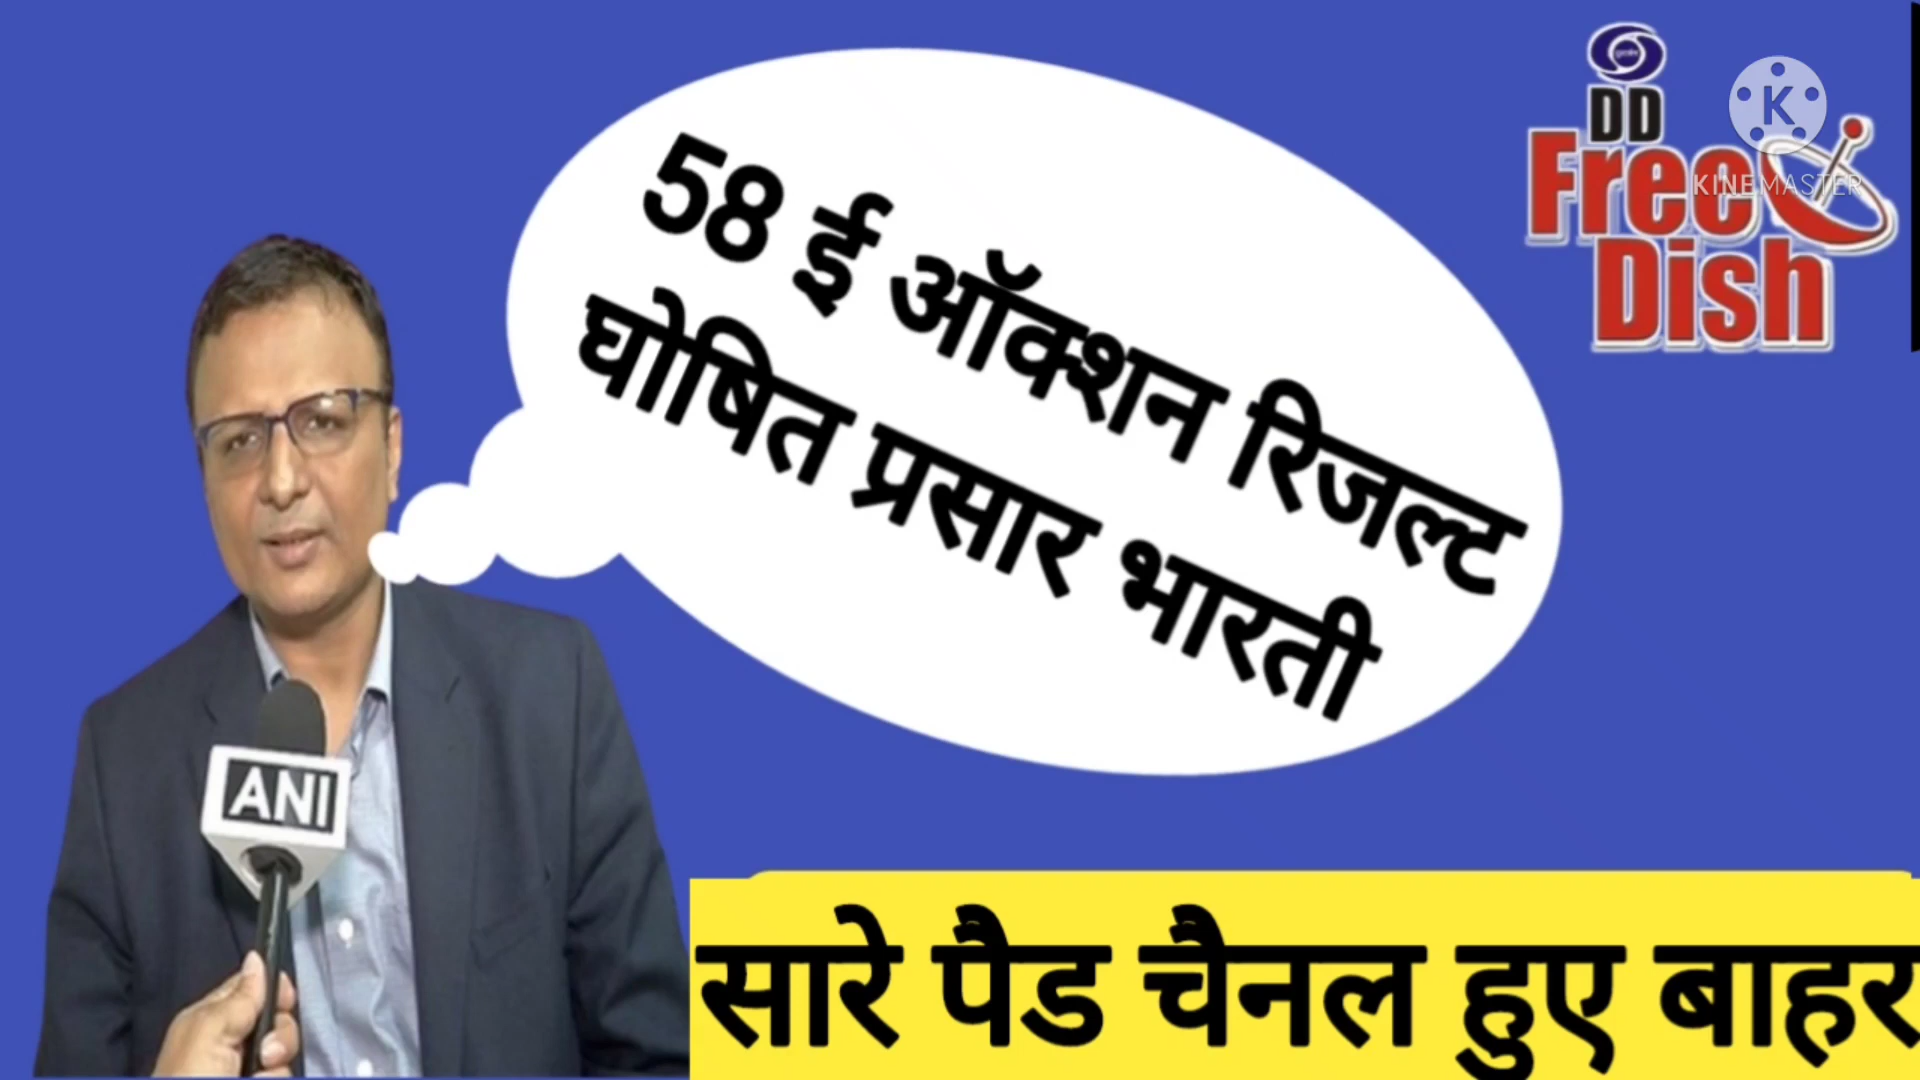 58 ई ऑक्शन रिजल्ट
घोषित प्रसार भारती
DD
Free
Dish
K
KINEMASTER
ANI
सारे पैड चैनल हुए बाहर